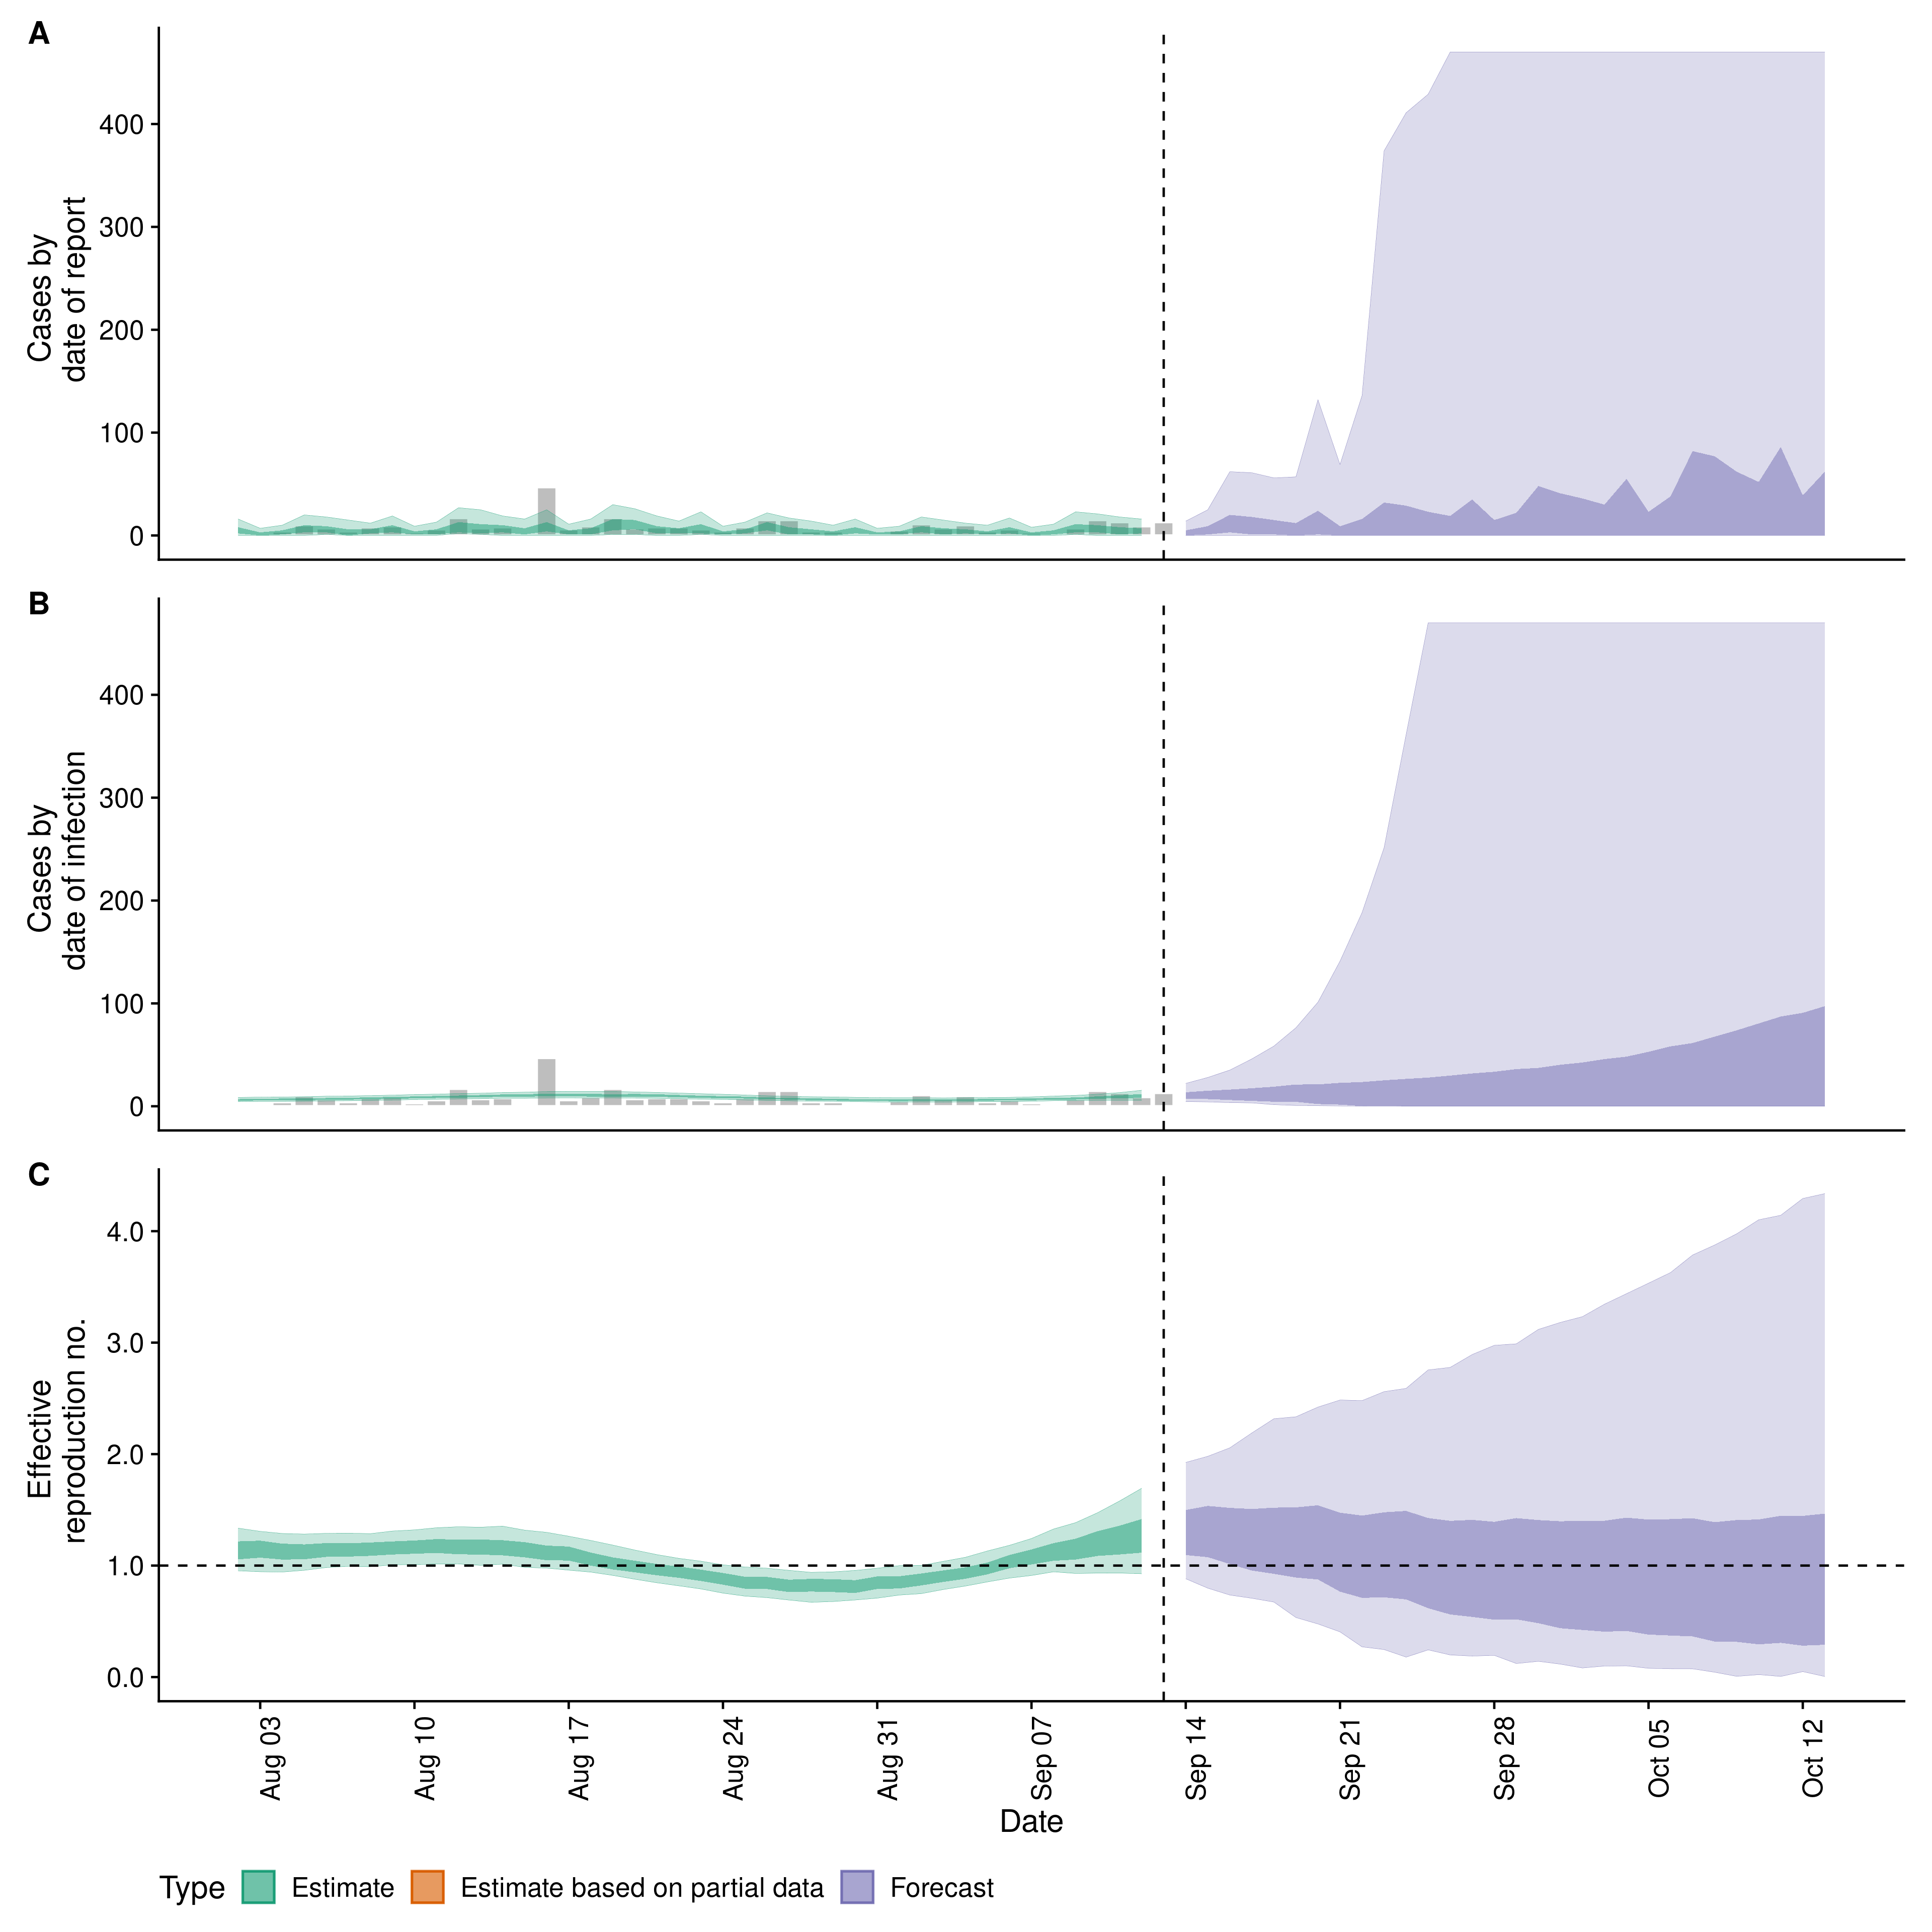 A
Cases by
date of report
400
300
200
100
0
B
Cases by
date of infection
400
300
200
100
0
C
Effective
reproduction no.
4.0
3.0
2.0
1.0
0.0
Aug 03
Aug 10
Aug 17
Aug 24
Aug 31
Sep 07
Sep 14
Sep 21
Sep 28
Oct 05
Oct 12
Date
Type Estimate Estimate based on partial data Forecast